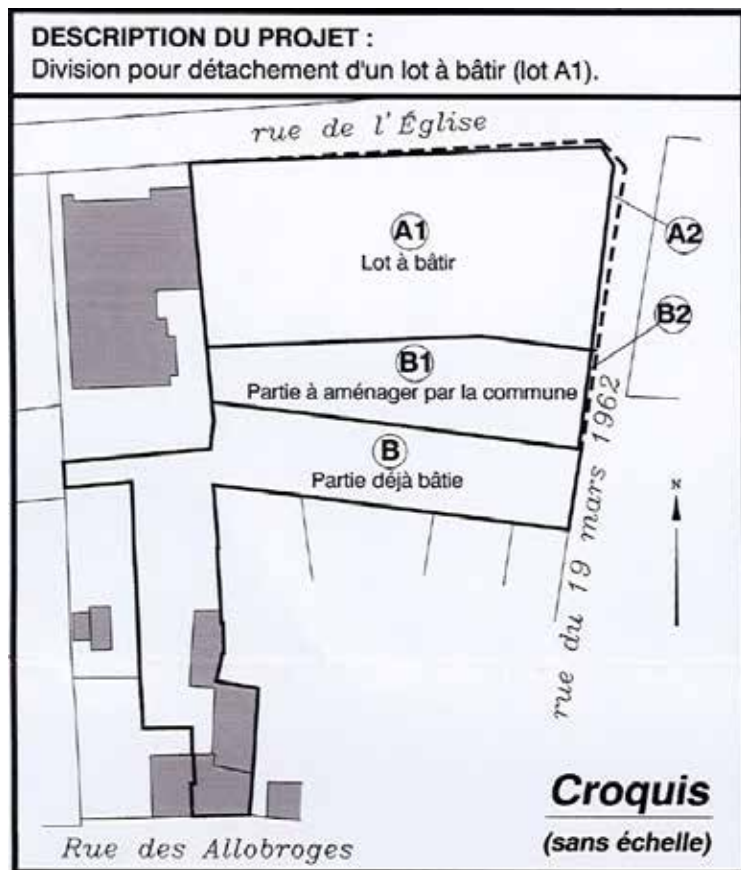 DESCRIPTION DU PROJET :
Division pour détachement d'un lot à bâtir (lot A1).
rue de l'Église
A1
Lot à bâtir
A2
B2
B1
Partie à aménager par la commune
B
Partie déjà bâtie
N
rue du 19 mars 1962
Croquis
(sans échelle)
Rue des Allobroges